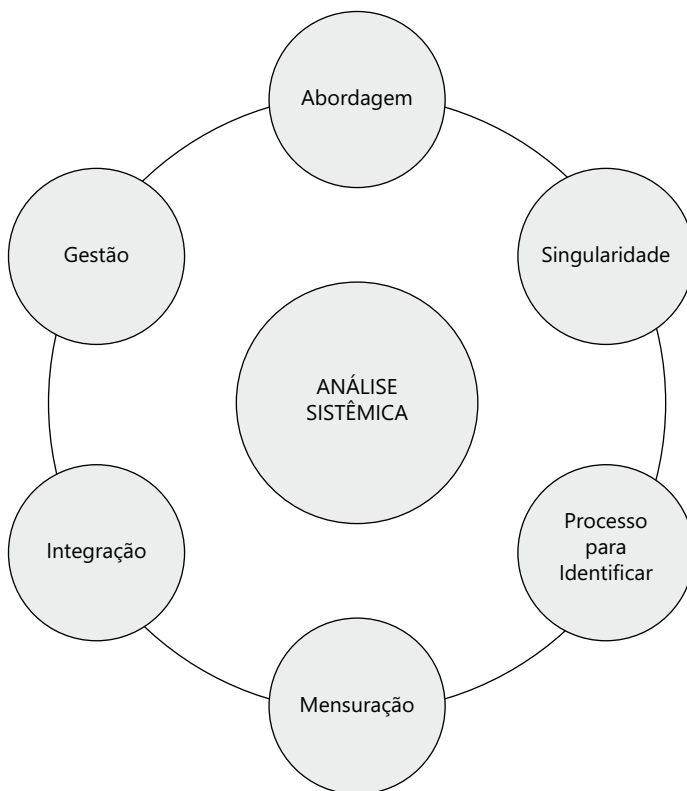 Abordagem
Singularidade
Processo
para
Identificar
Mensuração
Integração
Gestão
ANÁLISE
SISTÊMICA